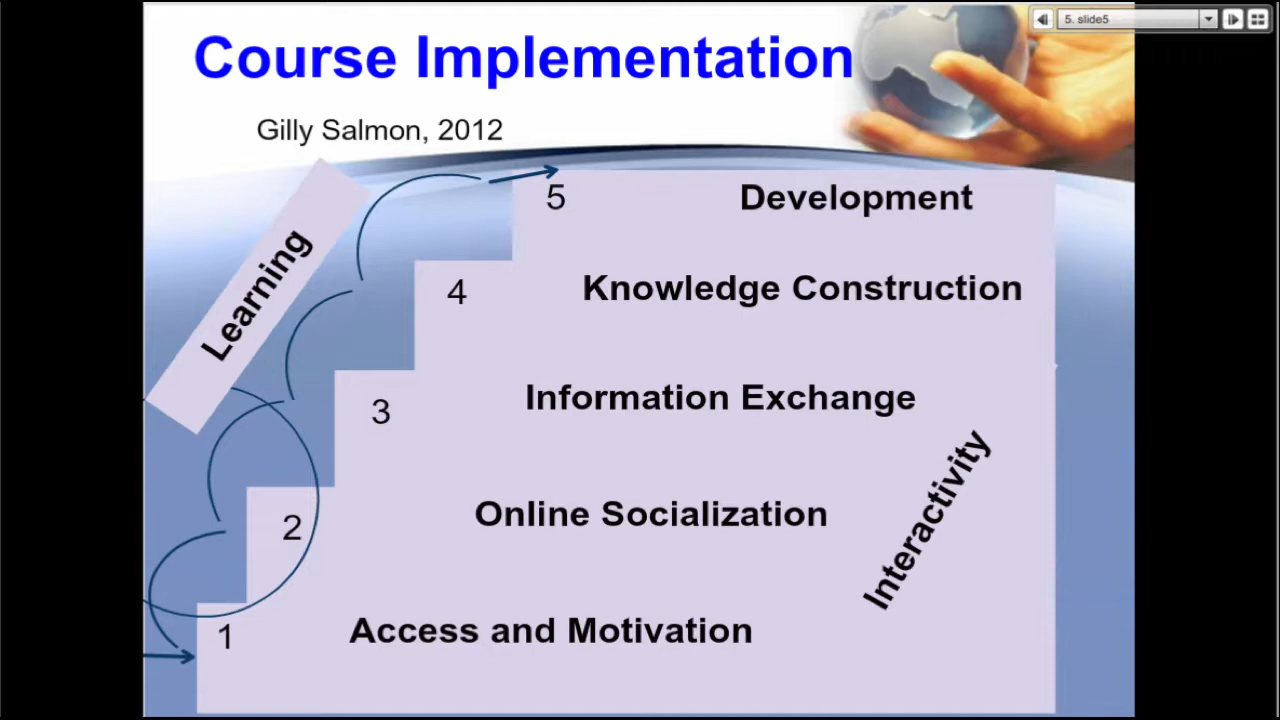 5. slide5
Course Implementation
Gilly Salmon, 2012
Learning
5 Development
4 Knowledge Construction
3 Information Exchange
2 Online Socialization
1 Access and Motivation
Interactivity